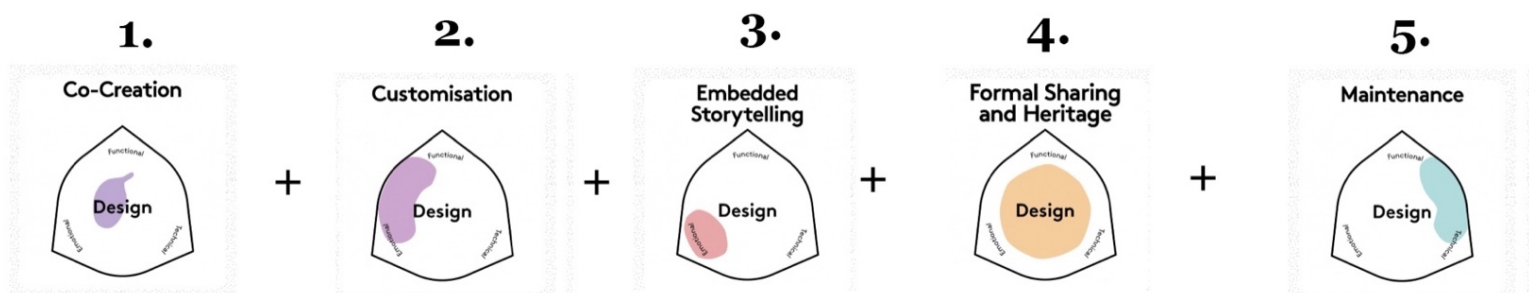 1.
Co-Creation
Functional
Design
Emotional
Technical
+
2.
Customisation
Functional
Design
Emotional
Technical
+
3.
Embedded
Storytelling
Functional
Design
Emotional
Technical
+
4.
Formal Sharing
and Heritage
Functional
Design
Emotional
Technical
+
5.
Maintenance
Functional
Design
Emotional
Technical